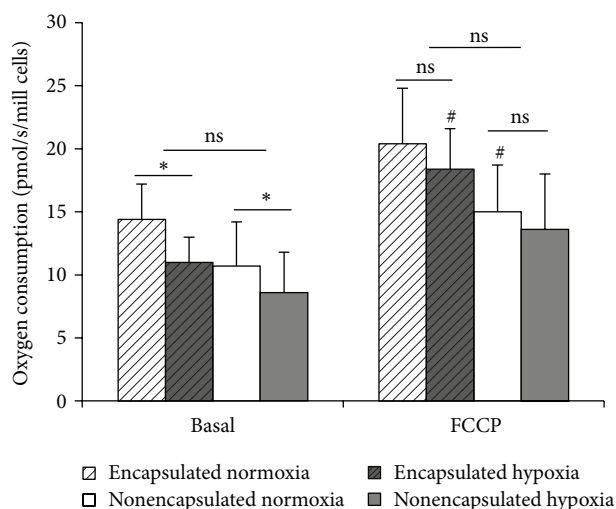 Oxygen consumption (pmol/s/mill cells)
30
25
20
15
10
5
0
ns
*
*
ns
ns
#
#
ns
Basal
FCCP
Encapsulated normoxia
Encapsulated hypoxia
Nonencapsulated normoxia
Nonencapsulated hypoxia